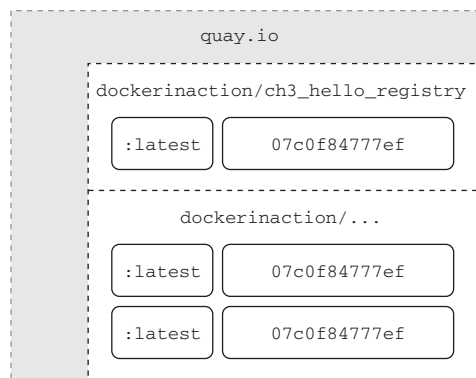 quay.io
dockerinaction/ch3_hello_registry
:latest 07c0f84777ef
dockerinaction/...
:latest 07c0f84777ef
:latest 07c0f84777ef